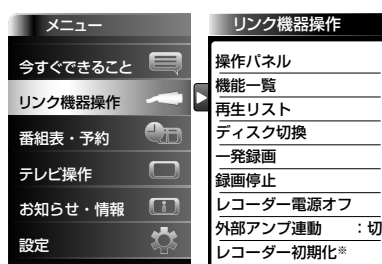 メニュー
今すぐできること
リンク機器操作
番組表・予約
テレビ操作
お知らせ・情報
設定
リンク機器操作
操作パネル
機能一覧
再生リスト
ディスク切換
一発録画
録画停止
レコーダー電源オフ
外部アンプ連動　：切
レコーダー初期化※